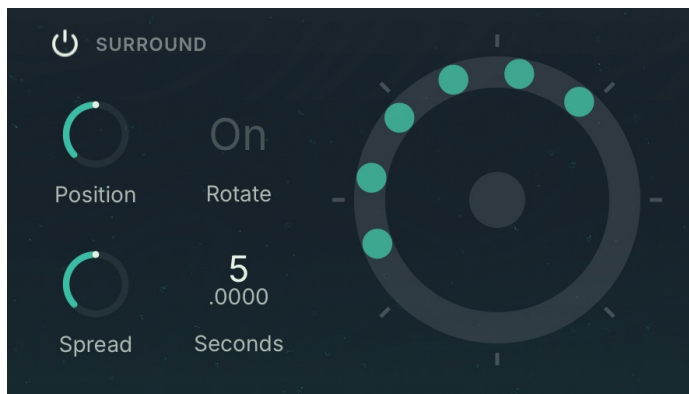 SURROUND
On
Position
Rotate
5
.0000
Spread
Seconds